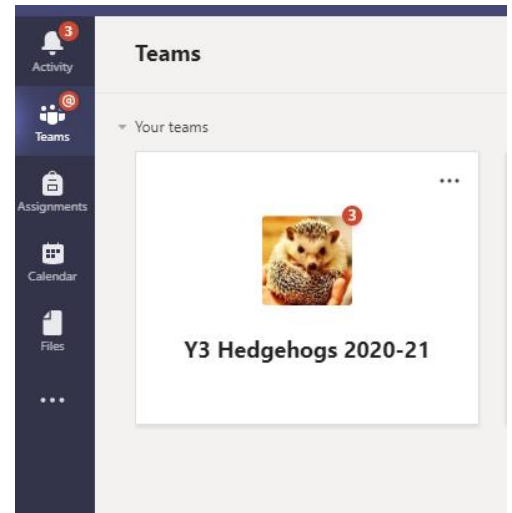 3
Activity
@
Teams
Assignments
Calendar
Files
...
Teams
Your teams
...
3
Y3 Hedgehogs 2020-21